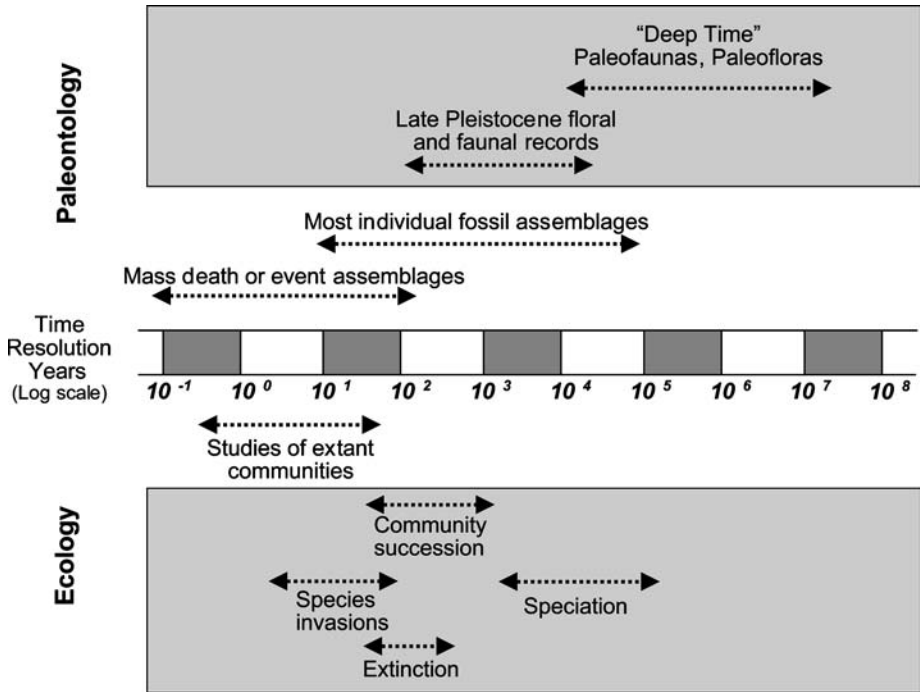 Paleontology
“Deep Time”
Paleofaunas, Paleofloras
Late Pleistocene floral
and faunal records
Most individual fossil assemblages
Mass death or event assemblages
Time
Resolution
Years
(Log scale)
10 -1 10 0 10 1 10 2 10 3 10 4 10 5 10 6 10 7 10 8
Studies of extant
communities
Ecology
Community
succession
Species
invasions
Speciation
Extinction